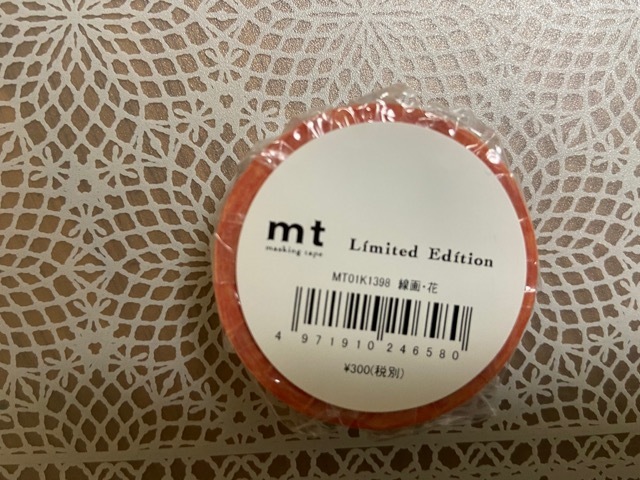 mt
masking tape
Limited Edition
MT01K1398 線画・花
4 971910 246580
¥300(税別)